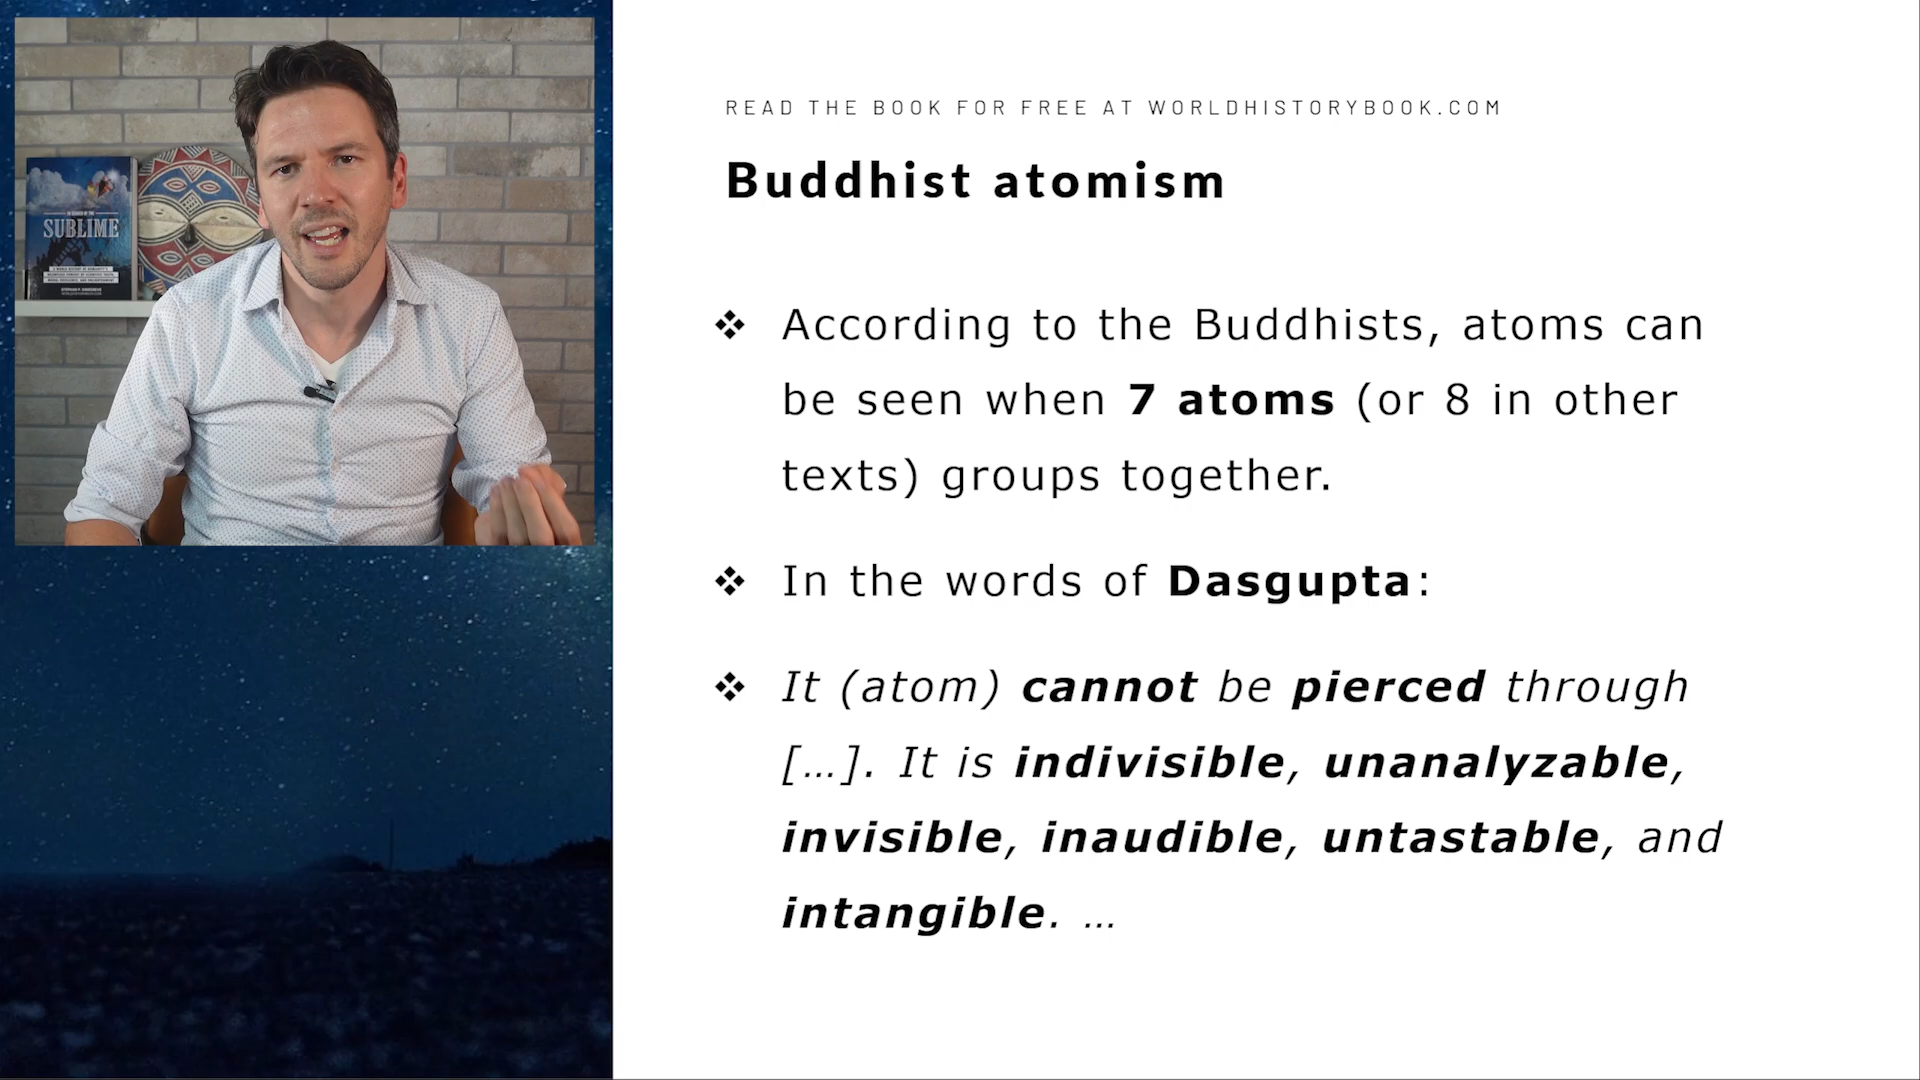 SUBLIME
READ THE BOOK FOR FREE AT WORLDHISTORYBOOK.COM
Buddhist atomism
❖ According to the Buddhists, atoms can
be seen when 7 atoms (or 8 in other
texts) groups together.
❖ In the words of Dasgupta:
❖ It (atom) cannot be pierced through
[…]. It is indivisible, unanalyzable,
invisible, inaudible, untastable, and
intangible. …